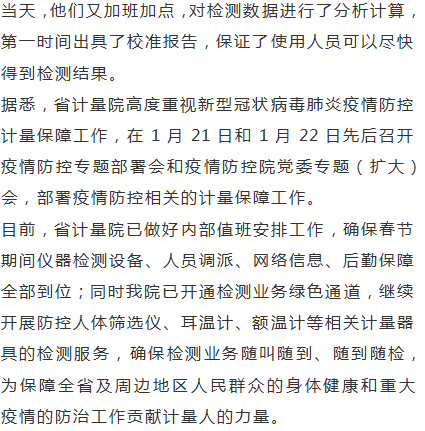 当天，他们又加班加点，对检测数据进行了分析计算，
第一时间出具了校准报告，保证了使用人员可以尽快
得到检测结果。
据悉，省计量院高度重视新型冠状病毒肺炎疫情防控
计量保障工作，在 1 月 21 日和 1 月 22 日先后召开
疫情防控专题部署会和疫情防控院党委专题（扩大）
会，部署疫情防控相关的计量保障工作。
目前，省计量院已做好内部值班安排工作，确保春节
期间仪器检测设备、人员调派、网络信息、后勤保障
全部到位；同时我院已开通检测业务绿色通道，继续
开展防控人体筛选仪、耳温计、额温计等相关计量器
具的检测服务，确保检测业务随叫随到、随到随检，
为保障全省及周边地区人民群众的身体健康和重大
疫情的防治工作贡献计量人的力量。